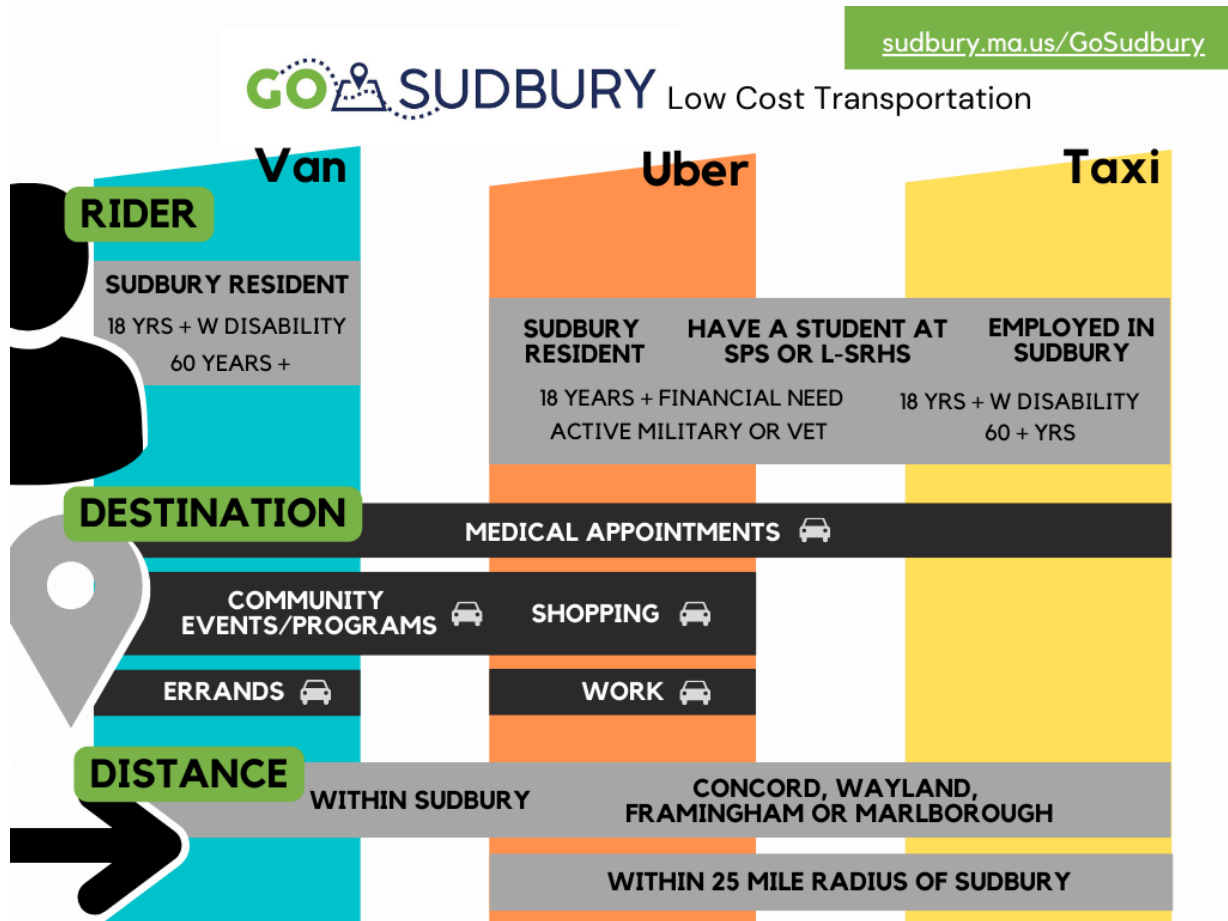 sudbury.ma.us/GoSudbury
GO SUDBURY Low Cost Transportation
Van
Uber
Taxi
RIDER
SUDBURY RESIDENT
18 YRS + W DISABILITY
60 YEARS +
SUDBURY
RESIDENT
HAVE A STUDENT AT
SPS OR L-SRHS
EMPLOYED IN
SUDBURY
18 YEARS + FINANCIAL NEED
ACTIVE MILITARY OR VET
18 YRS + W DISABILITY
60 + YRS
DESTINATION
MEDICAL APPOINTMENTS
COMMUNITY
EVENTS/PROGRAMS
SHOPPING
ERRANDS
WORK
DISTANCE
WITHIN SUDBURY
CONCORD, WAYLAND,
FRAMINGHAM OR MARLBOROUGH
WITHIN 25 MILE RADIUS OF SUDBURY